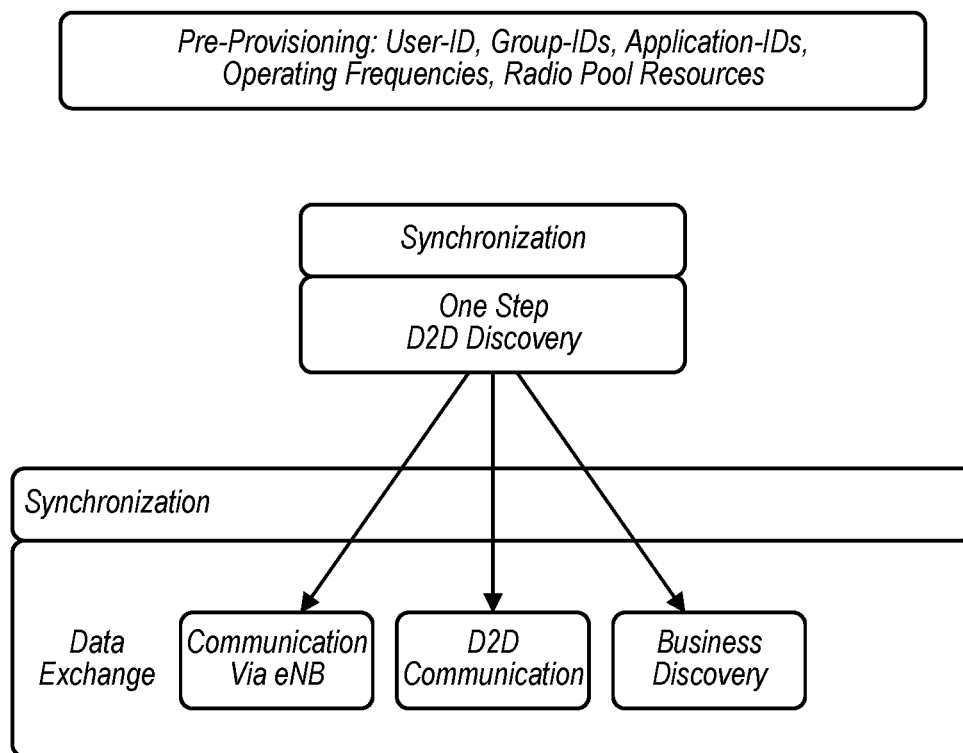 Pre-Provisioning: User-ID, Group-IDs, Application-IDs,
Operating Frequencies, Radio Pool Resources
Synchronization
One Step
D2D Discovery
Synchronization
Data
Exchange
Communication
Via eNB
D2D
Communication
Business
Discovery